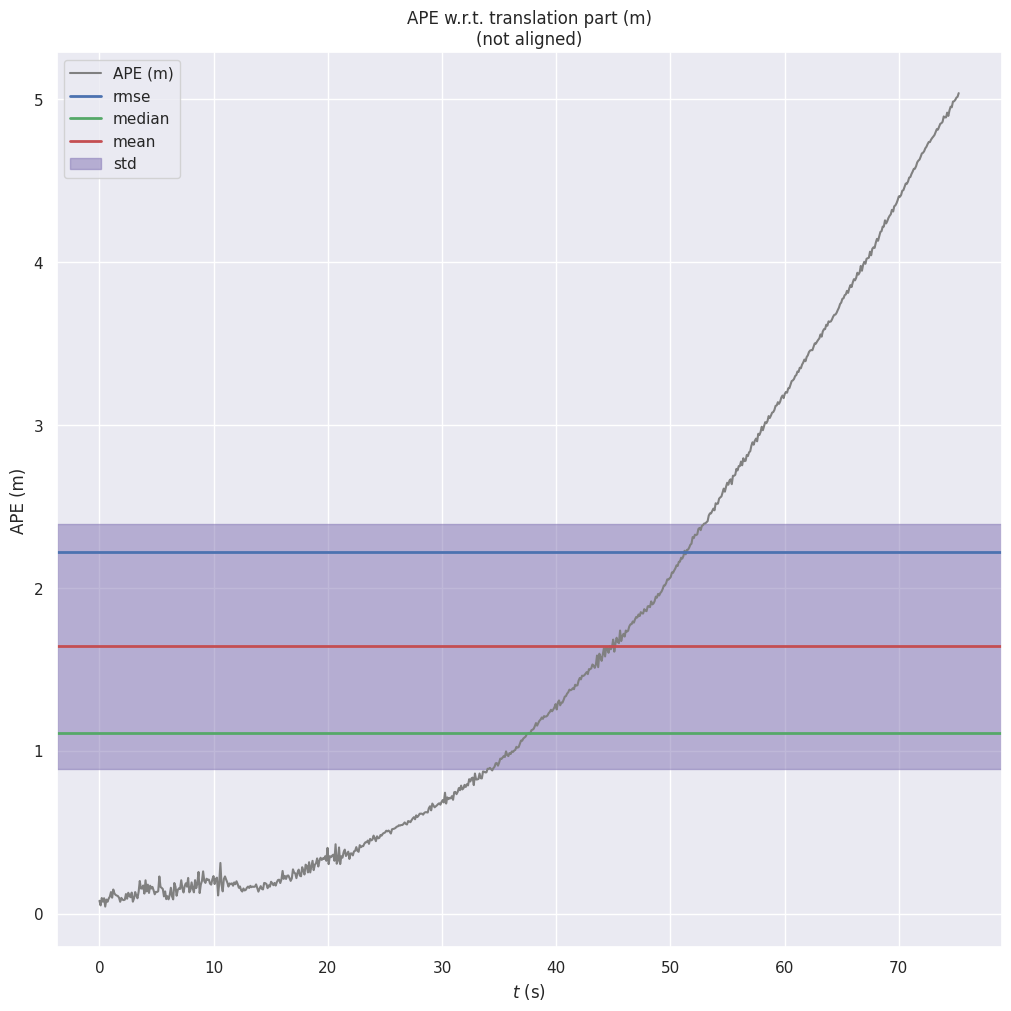 APE w.r.t. translation part (m)
(not aligned)
APE (m)
rmse
median
mean
std
5
4
3
2
1
0
APE (m)
0 10 20 30 40 50 60 70
t (s)